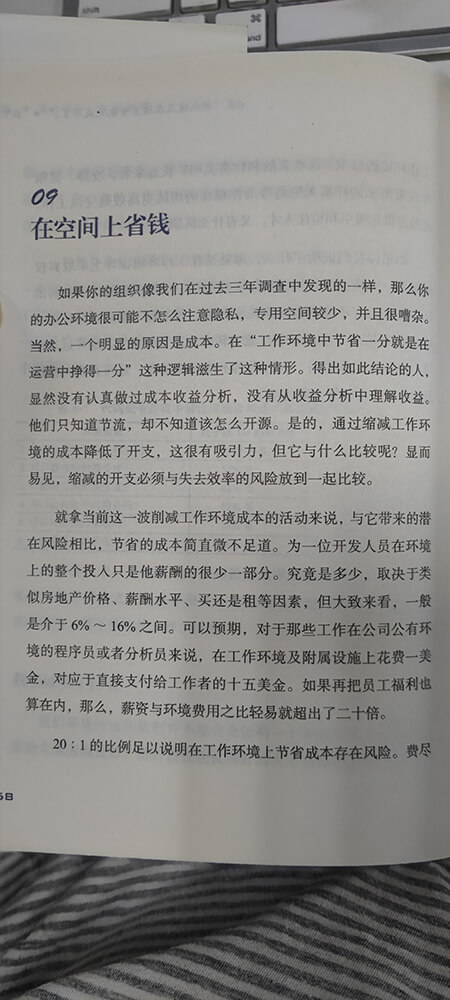 shift
⌘
09
在空间上省钱
如果你的组织像我们在过去三年调查中发现的一样，那么你
的办公环境很可能不怎么注意隐私，专用空间较少，并且很嘈杂。
当然，一个明显的原因是成本。在“工作环境中节省一分就是在
运营中挣得一分”这种逻辑滋生了这种情形。得出如此结论的人，
显然没有认真做过成本收益分析，没有从收益分析中理解收益。
他们只知道节流，却不知道该怎么开源。是的，通过缩减工作环
境的成本降低了开支，这很有吸引力，但它与什么比较呢？显而
易见，缩减的开支必须与失去效率的风险放到一起比较。
就拿当前这一波削减工作环境成本的活动来说，与它带来的潜
在风险相比，节省的成本简直微不足道。为一位开发人员在环境
上的整个投入只是他薪酬的很少一部分。究竟是多少，取决于类
似房地产价格、薪酬水平、买还是租等因素，但大致来看，一般
是介于6%～16%之间。可以预期，对于那些工作在公司公有环
境的程序员或者分析员来说，在工作环境及附属设施上花费一美
金，对应于直接支付给工作者的十五美金。如果再把员工福利也
算在内，那么，薪资与环境费用之比轻易就超出了二十倍。
20：1的比例足以说明在工作环境上节省成本存在风险。费尽
58